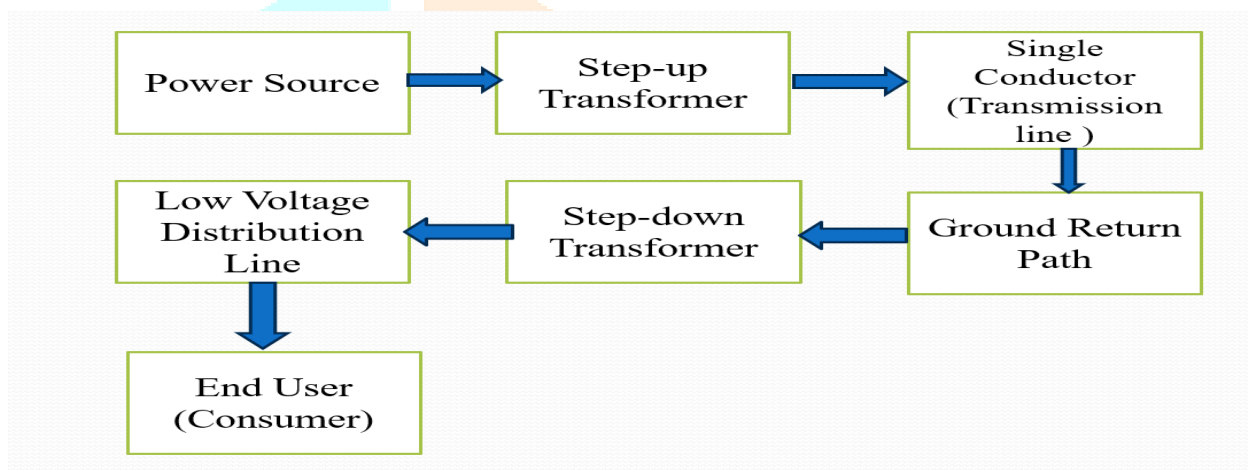 Power Source
Step-up
Transformer
Single
Conductor
(Transmission
line )
Ground Return
Path
Step-down
Transformer
Low Voltage
Distribution
Line
End User
(Consumer)